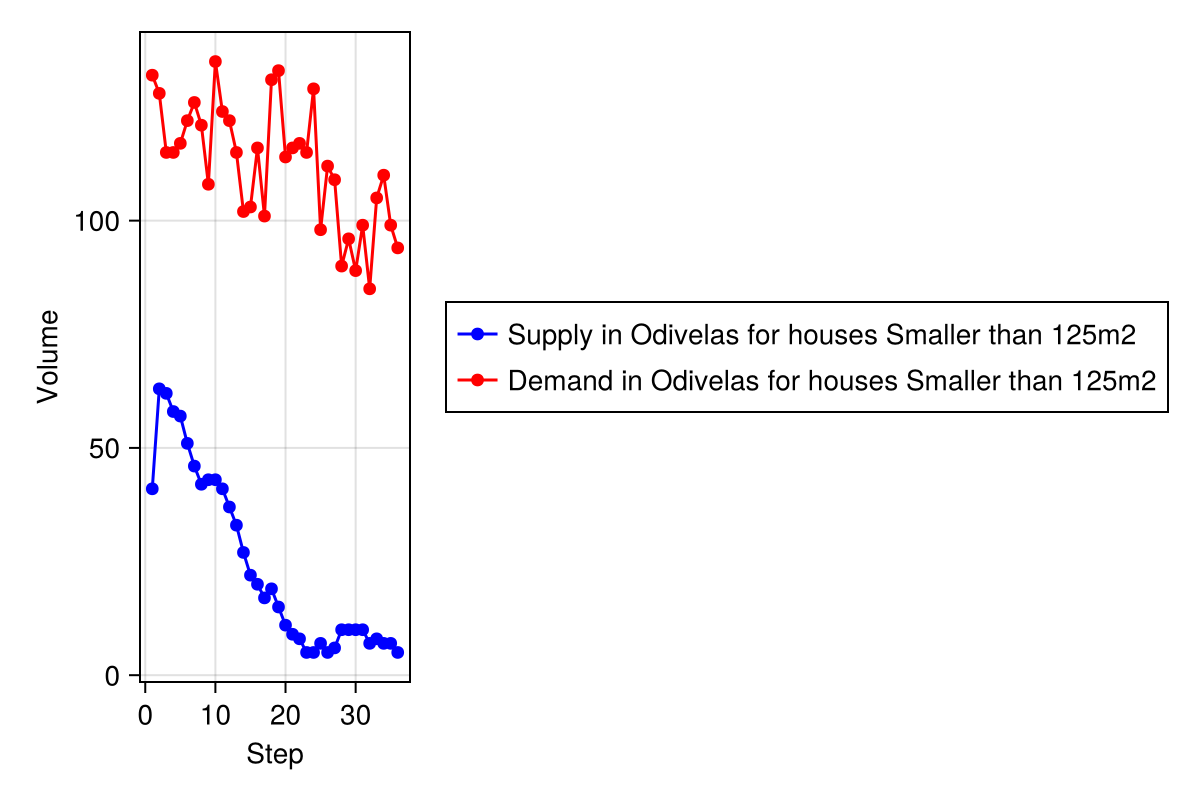 Volume
100
50
0
0 10 20 30
Step
Supply in Odivelas for houses Smaller than 125m2
Demand in Odivelas for houses Smaller than 125m2